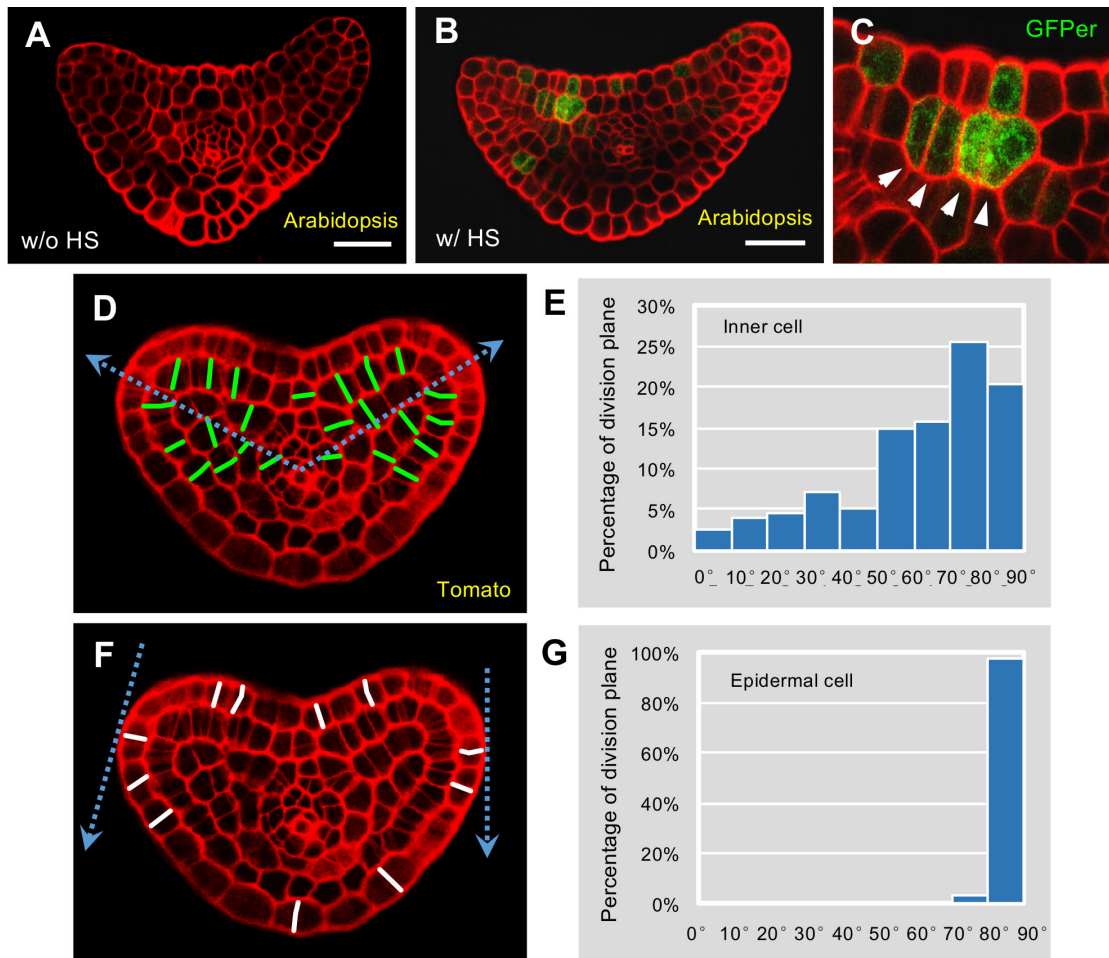 A
w/o HS
Arabidopsis
B
w/ HS
Arabidopsis
C
GFPer
D
Tomato
E
Inner cell
Percentage of division plane
30%
25%
20%
15%
10%
5%
0%
0° 10° 20° 30° 40° 50° 60° 70° 80° 90°
F
G
Epidermal cell
Percentage of division plane
100%
80%
60%
40%
20%
0%
0° 10° 20° 30° 40° 50° 60° 70° 80° 90°